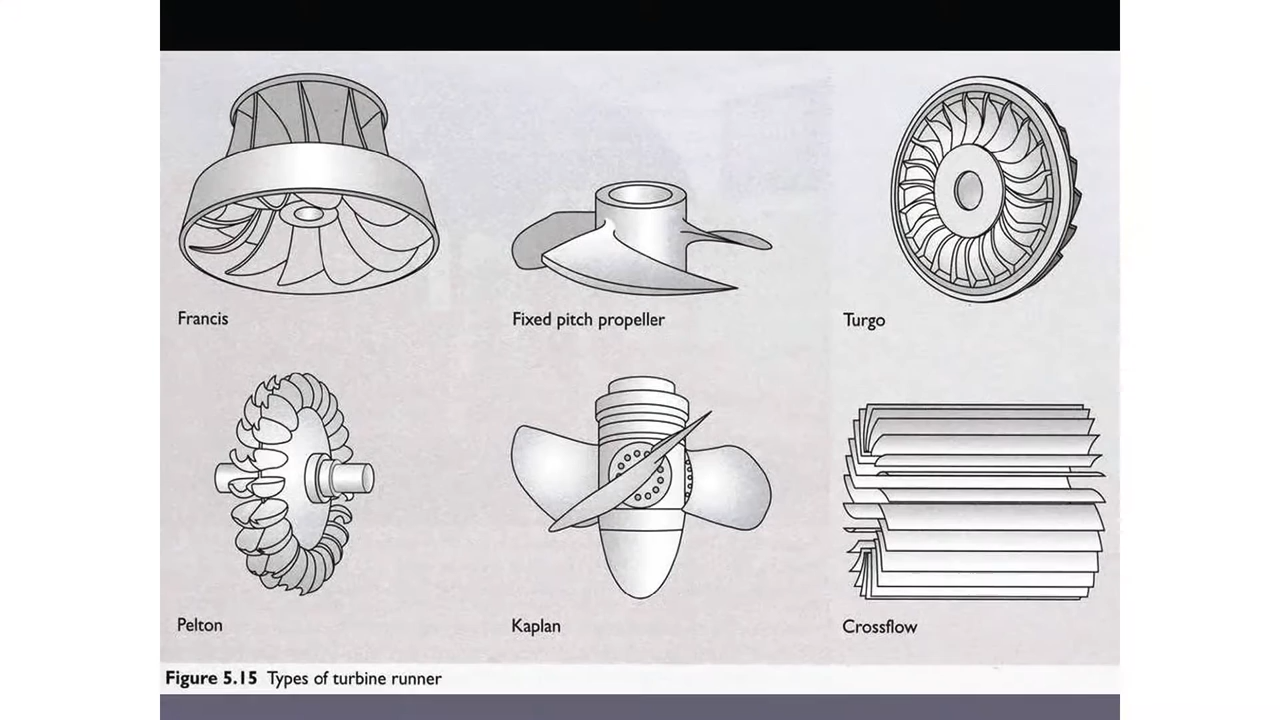 Francis
Fixed pitch propeller
Turgo
Pelton
Kaplan
Crossflow
Figure 5.15 Types of turbine runner